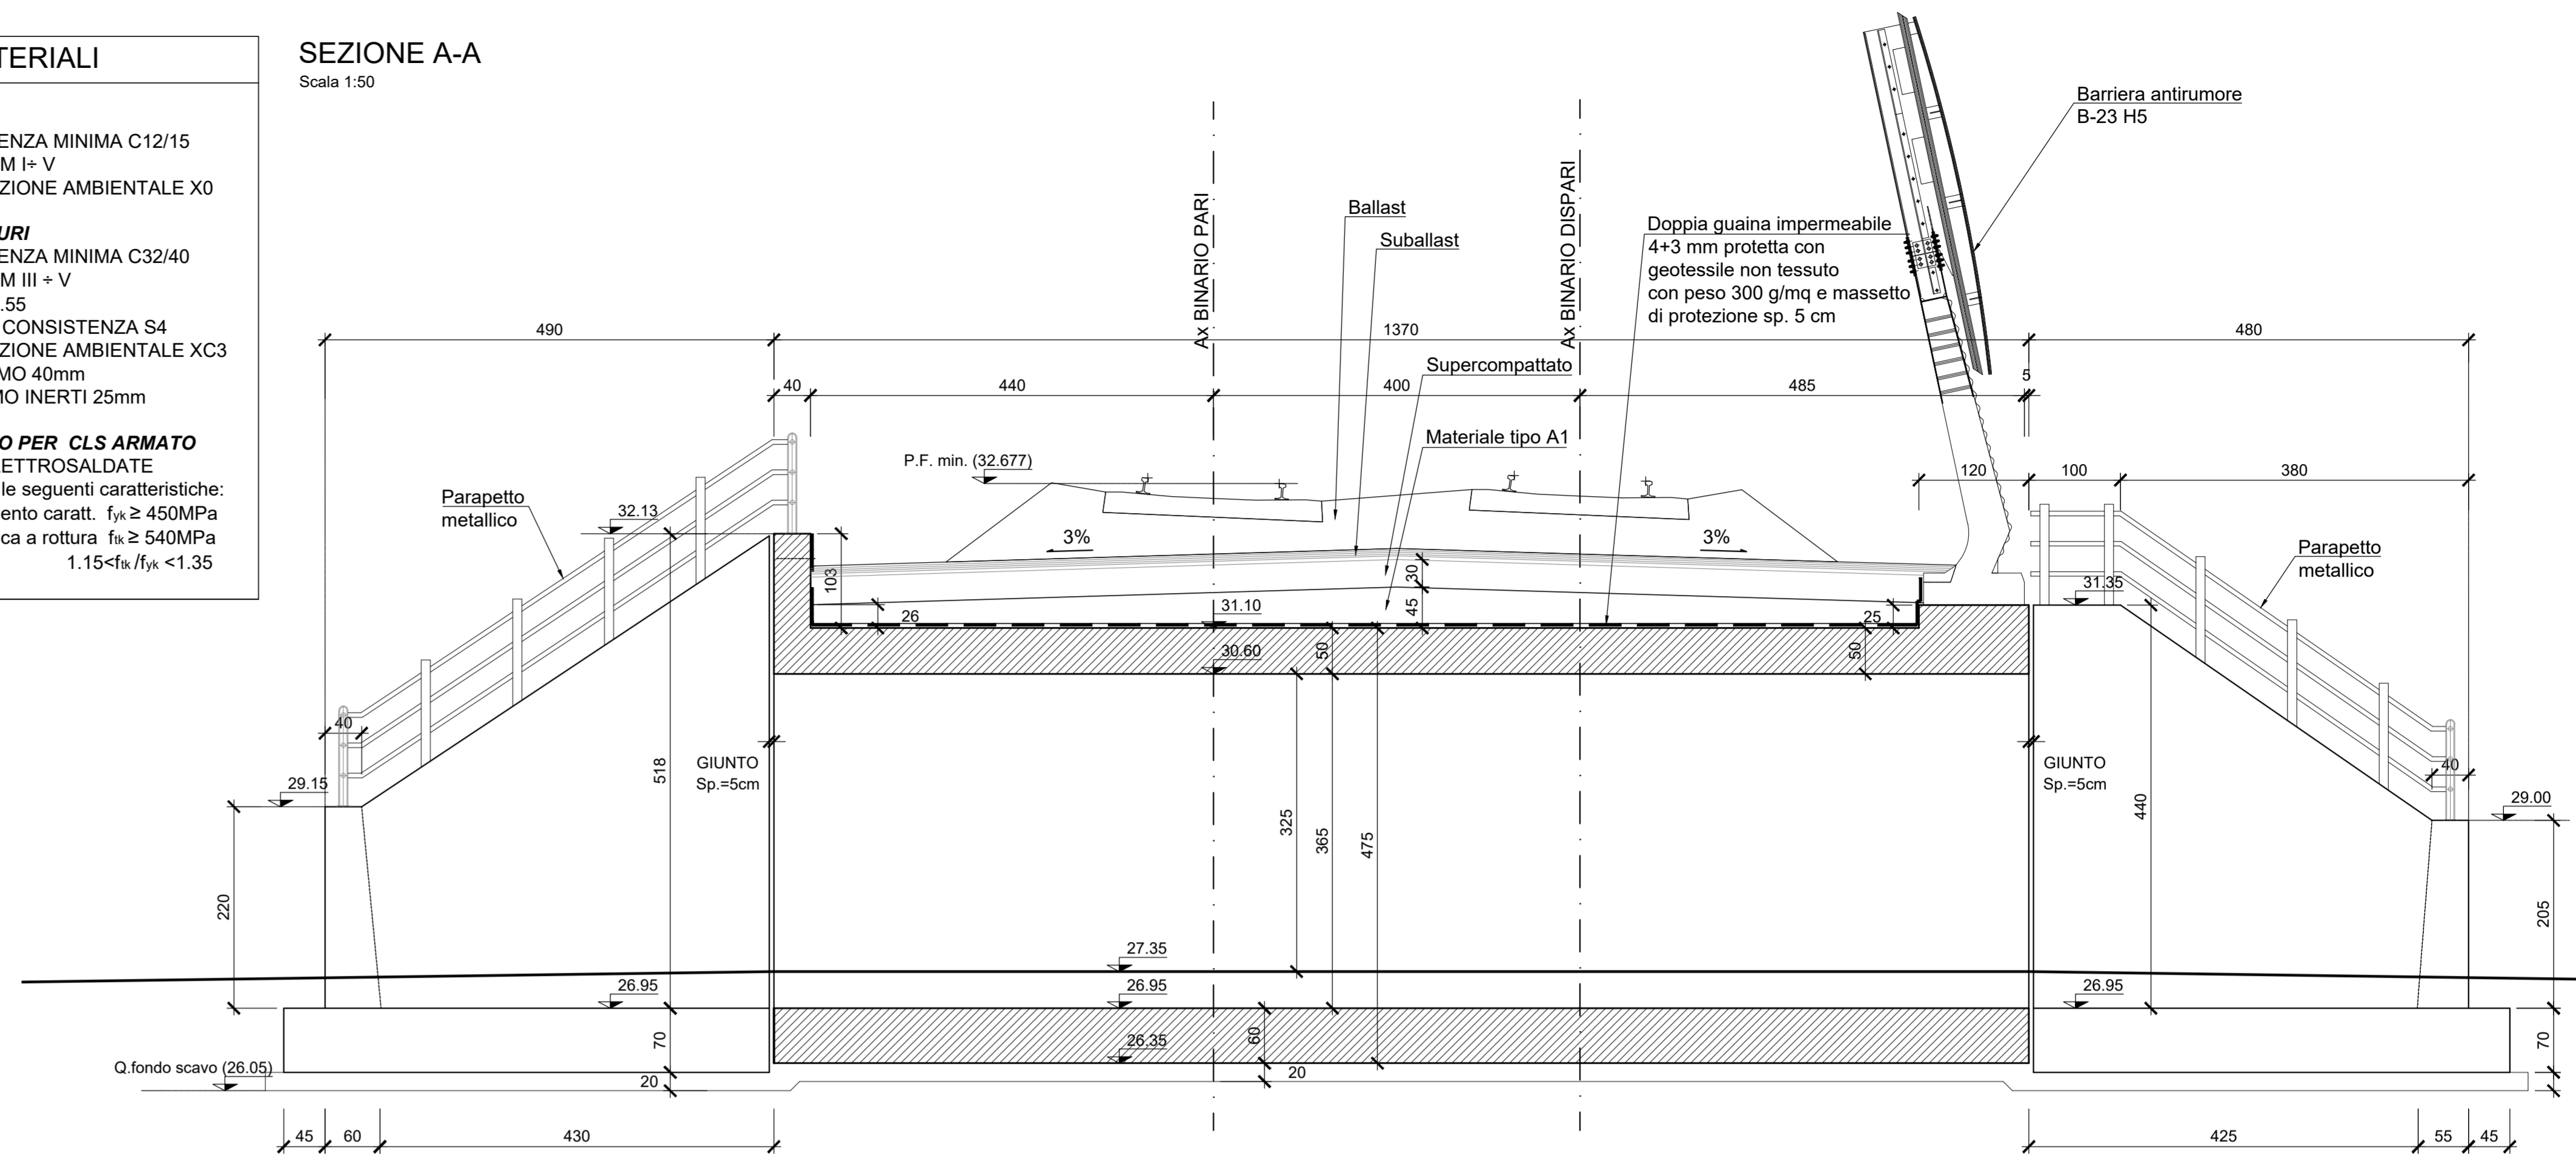 TERIALI
ENZA MINIMA C12/15
M I÷ V
ZIONE AMBIENTALE X0
URI
ENZA MINIMA C32/40
M III ÷ V
.55
CONSISTENZA S4
ZIONE AMBIENTALE XC3
MO 40mm
MO INERTI 25mm
O PER CLS ARMATO
LETTROSALDATE
le seguenti caratteristiche:
ento caratt. fyk ≥ 450MPa
ica a rottura ftk ≥ 540MPa
1.15<ftk /fyk <1.35
SEZIONE A-A
Scala 1:50
Barriera antirumore
B-23 H5
Ax BINARIO PARI
Ax BINARIO DISPARI
Ballast
Suballast
Doppia guaina impermeabile
4+3 mm protetta con
geotessile non tessuto
con peso 300 g/mq e massetto
di protezione sp. 5 cm
490
1370
480
Supercompattato
40
440
400
485
5
Materiale tipo A1
P.F. min. (32.677)
120
100
380
Parapetto
metallico
32.13
3%
3%
Parapetto
metallico
103
30
45
31.10
26
25
31.35
50
30.60
50
40
518
GIUNTO
Sp.=5cm
GIUNTO
Sp.=5cm
40
29.15
29.00
325
365
475
440
220
205
27.35
26.95
26.95
26.95
70
60
26.35
70
Q.fondo scavo (26.05)
20
20
45
60
430
425
55
45